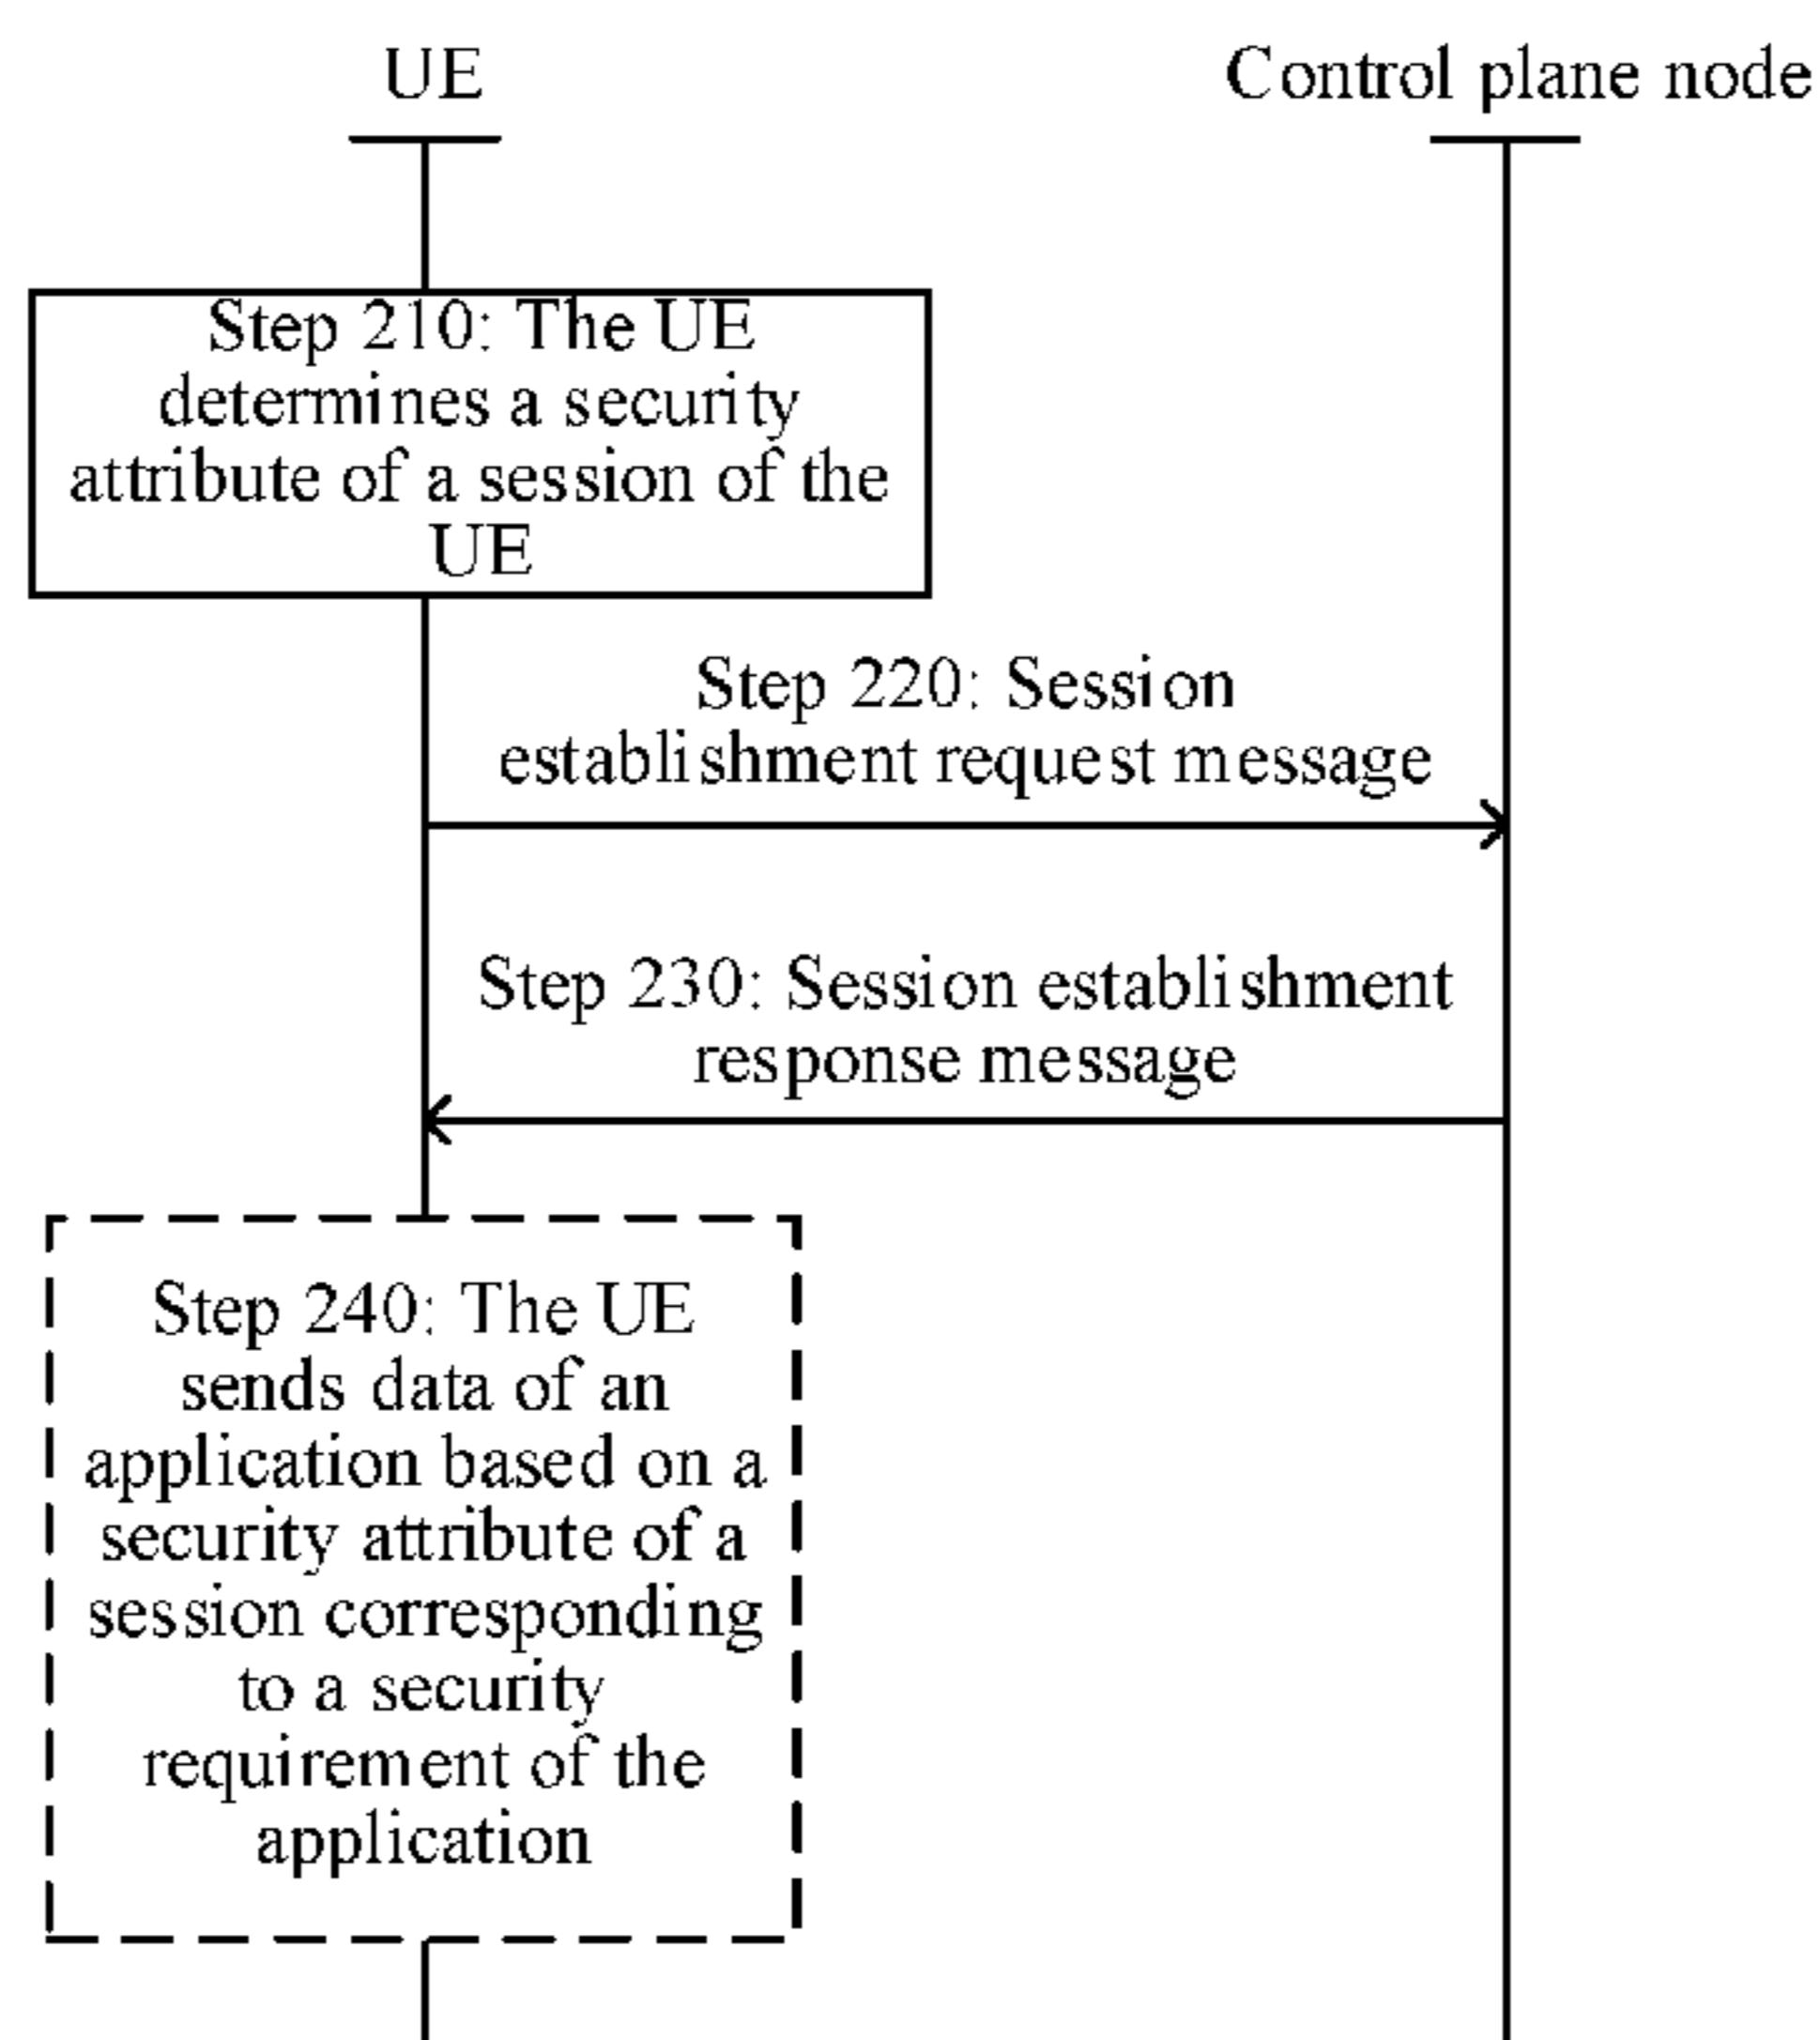 UE
Control plane node
Step 210: The UE
determines a security
attribute of a session of the
UE
Step 220: Session
establishment request message
Step 230: Session establishment
response message
Step 240: The UE
sends data of an
application based on a
security attribute of a
session corresponding
to a security
requirement of the
application